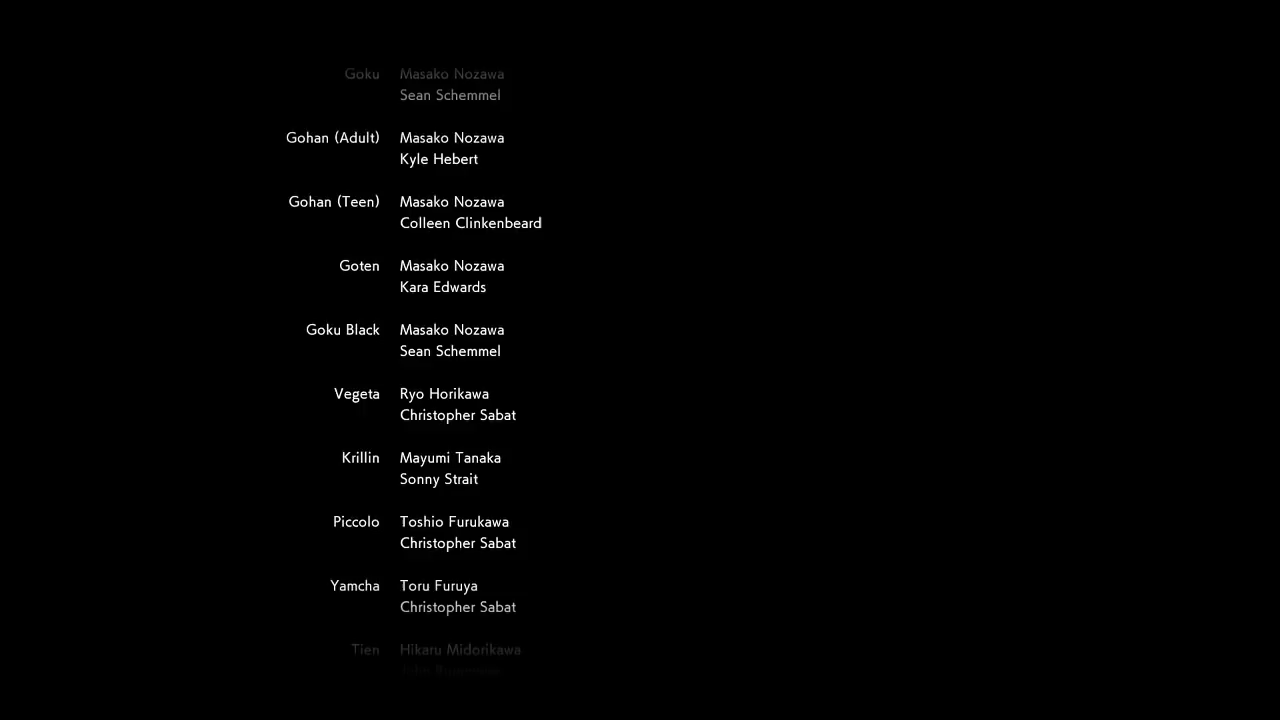 Goku Masako Nozawa
Sean Schemmel
Gohan (Adult) Masako Nozawa
Kyle Hebert
Gohan (Teen) Masako Nozawa
Colleen Clinkenbeard
Goten Masako Nozawa
Kara Edwards
Goku Black Masako Nozawa
Sean Schemmel
Vegeta Ryo Horikawa
Christopher Sabat
Krillin Mayumi Tanaka
Sonny Strait
Piccolo Toshio Furukawa
Christopher Sabat
Yamcha Toru Furuya
Christopher Sabat
Tien Hikaru Midorikawa